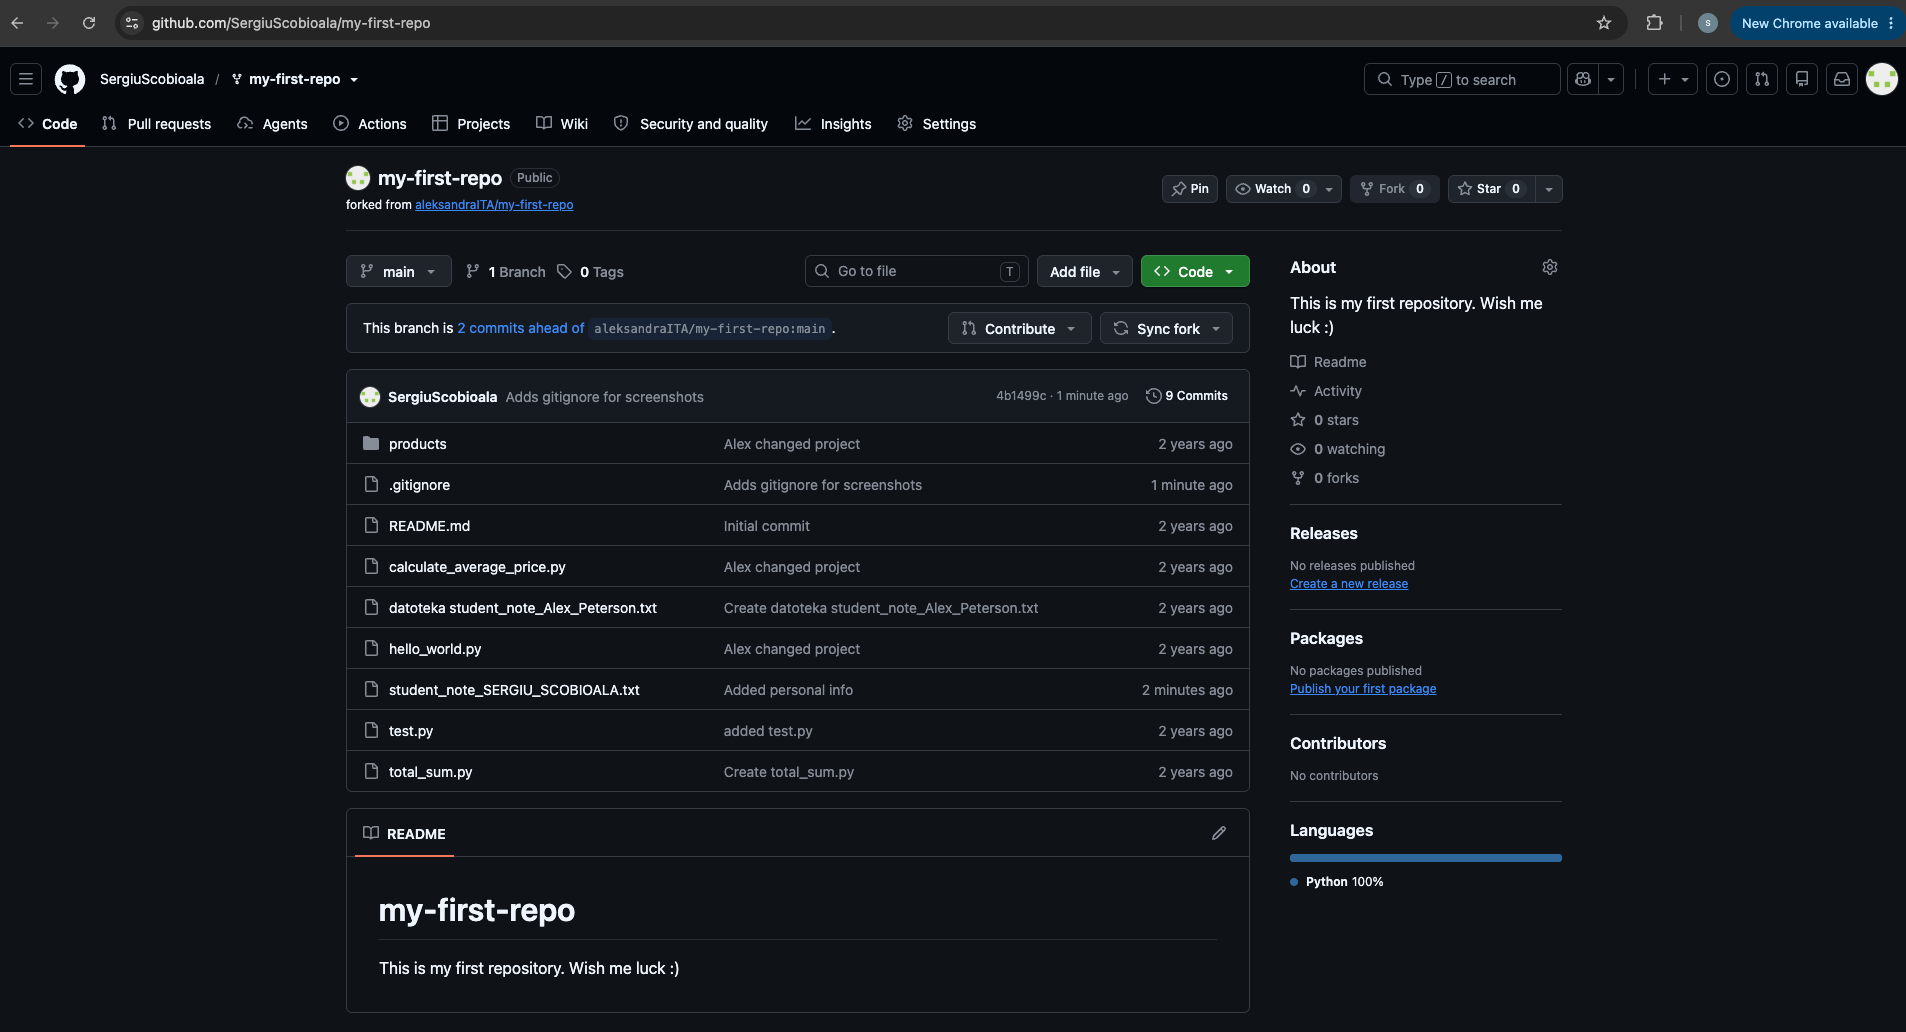 github.com/SergiuScobioala/my-first-repo
S
New Chrome available
SergiuScobioala / my-first-repo
Type / to search
Code
Pull requests
Agents
Actions
Projects
Wiki
Security and quality
Insights
Settings
my-first-repo Public
forked from aleksandraITA/my-first-repo
Pin
Watch 0
Fork 0
Star 0
main
1 Branch
0 Tags
Go to file T
Add file
Code
This branch is 2 commits ahead of aleksandraITA/my-first-repo:main .
Contribute
Sync fork
SergiuScobioala Adds gitignore for screenshots 4b1499c · 1 minute ago 9 Commits
products Alex changed project 2 years ago
.gitignore Adds gitignore for screenshots 1 minute ago
README.md Initial commit 2 years ago
calculate_average_price.py Alex changed project 2 years ago
datoteka student_note_Alex_Peterson.txt Create datoteka student_note_Alex_Peterson.txt 2 years ago
hello_world.py Alex changed project 2 years ago
student_note_SERGIU_SCOBIOALA.txt Added personal info 2 minutes ago
test.py added test.py 2 years ago
total_sum.py Create total_sum.py 2 years ago
README
my-first-repo
This is my first repository. Wish me luck :)
About
This is my first repository. Wish me
luck :)
Readme
Activity
0 stars
0 watching
0 forks
Releases
No releases published
Create a new release
Packages
No packages published
Publish your first package
Contributors
No contributors
Languages
Python 100%